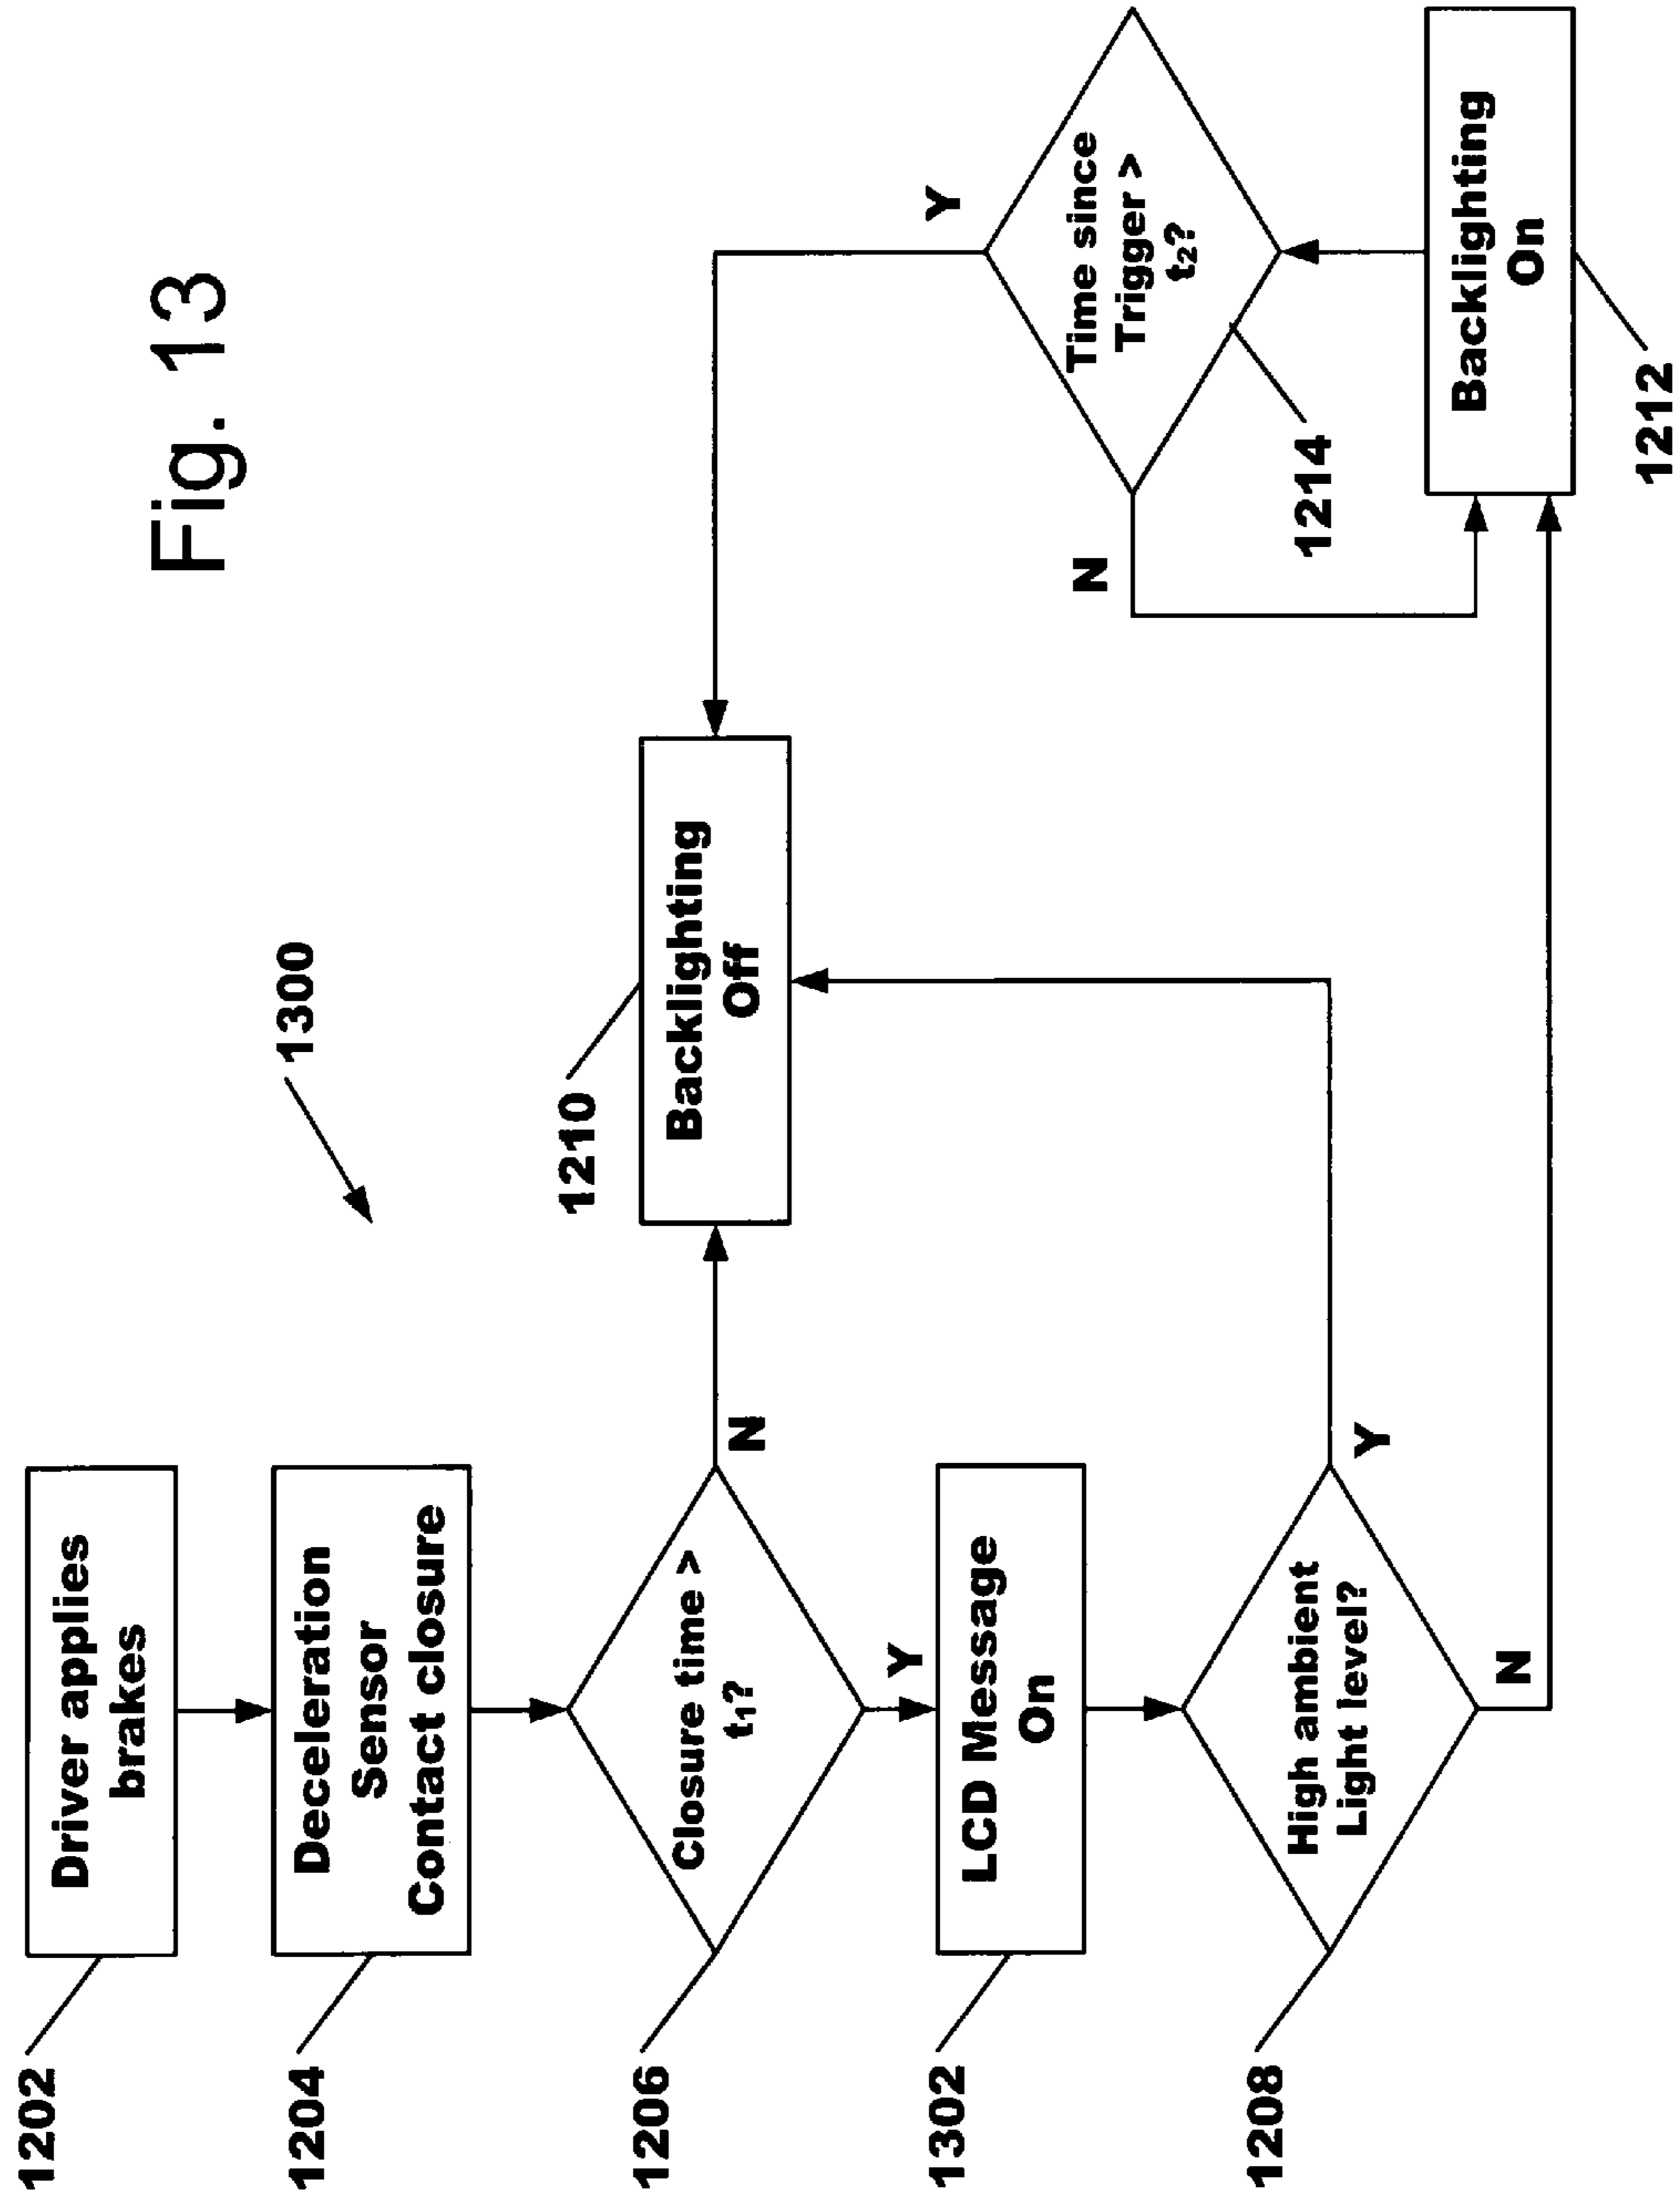 Fig. 13
1300
1202
Driver applies
brakes
1204
Deceleration
Sensor
Contact closure
1206
Closure time >
t₁?
N
Y
1210
Backlighting
Off
1302
LCD Message
On
1208
High ambient
Light level?
Y
N
Time since
Trigger >
t₂?
Y
N
1214
Backlighting
On
1212